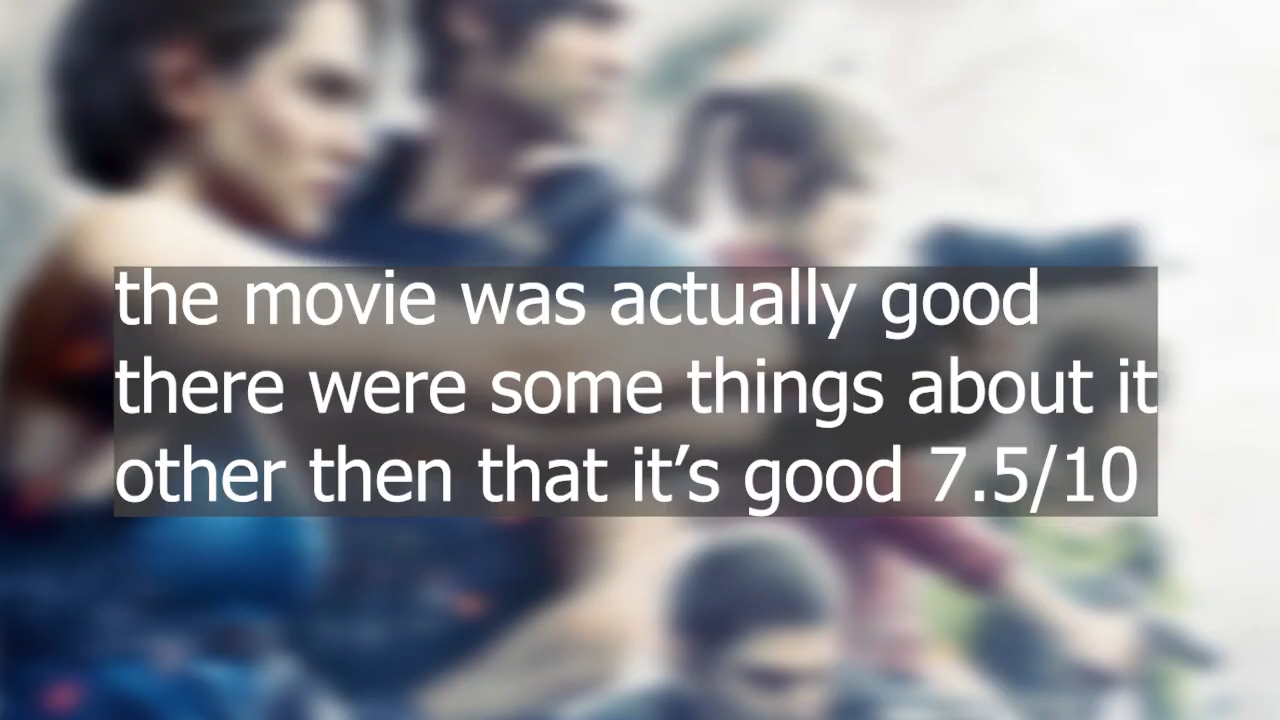 the movie was actually good
there were some things about it
other then that it’s good 7.5/10